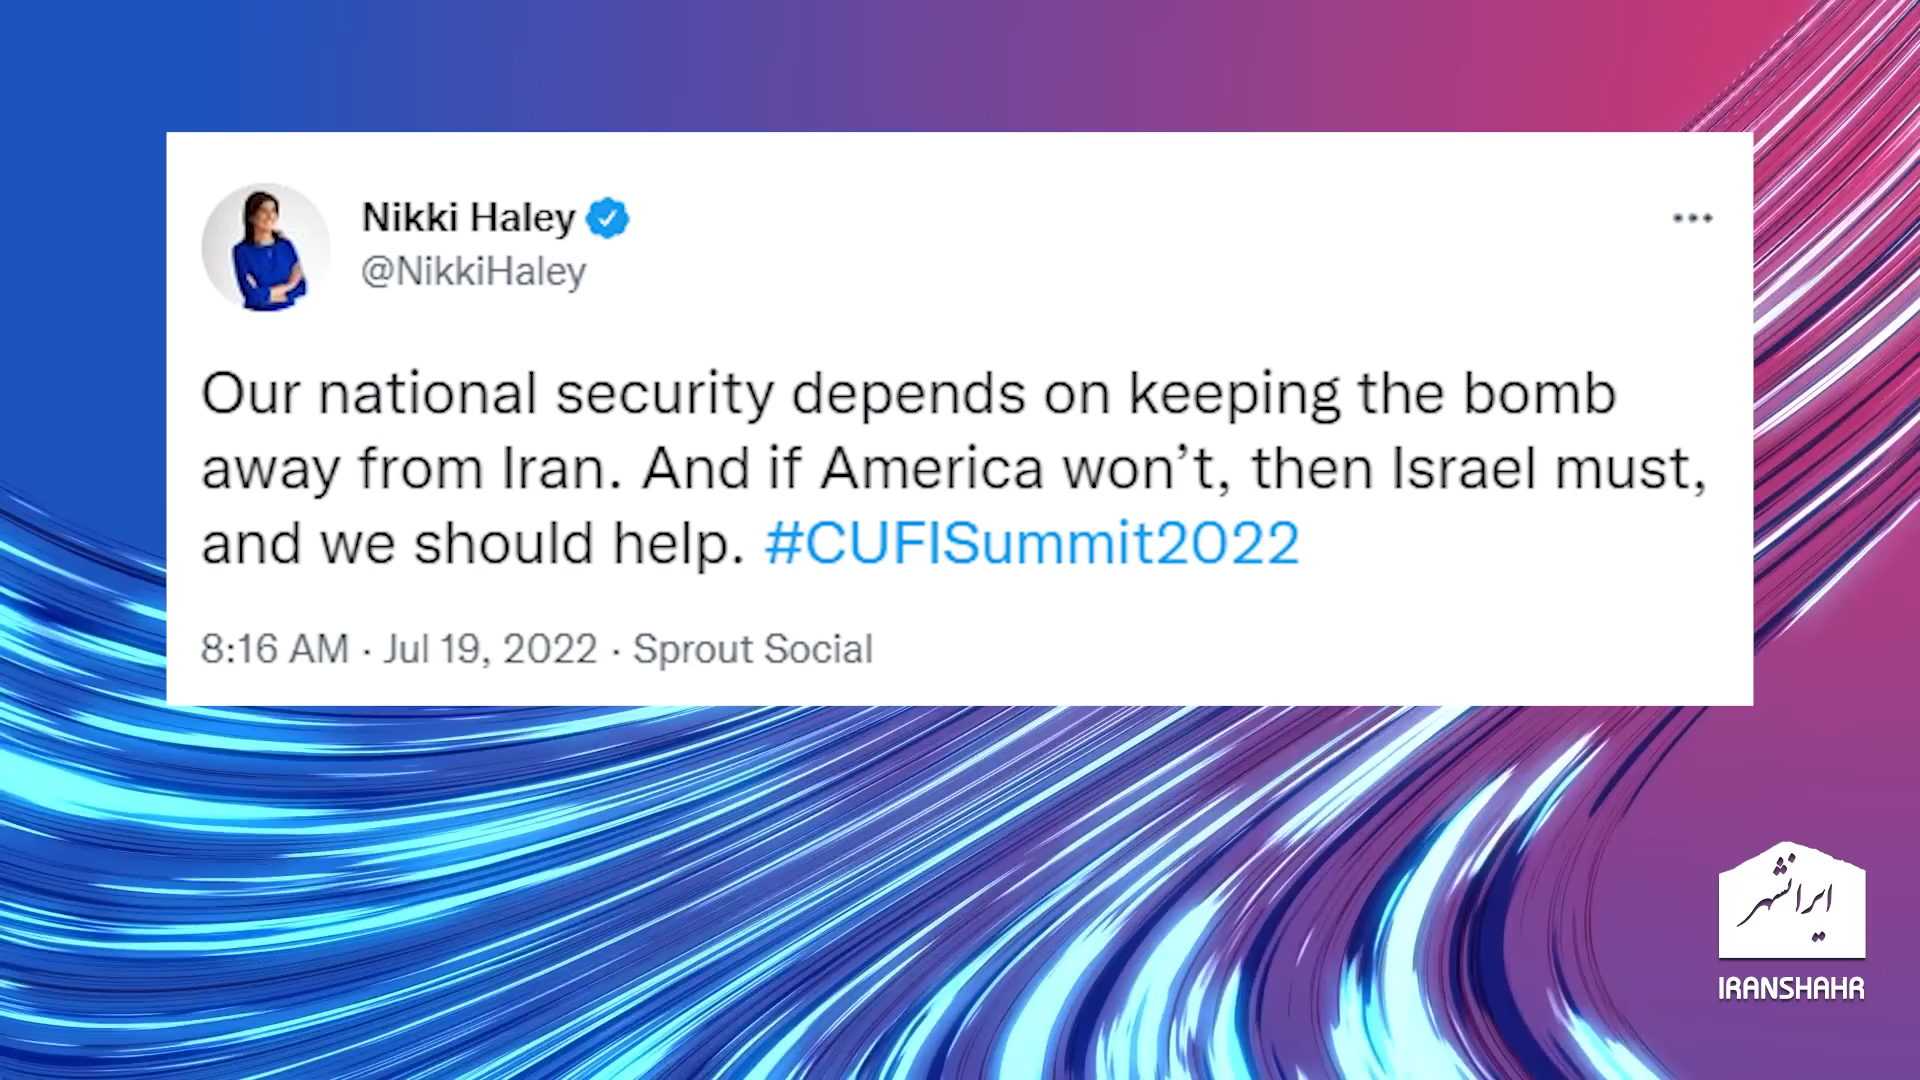 Nikki Haley
@NikkiHaley
Our national security depends on keeping the bomb
away from Iran. And if America won’t, then Israel must,
and we should help. #CUFISummit2022
8:16 AM · Jul 19, 2022 · Sprout Social
ایرانشهر
IRANSHAHR